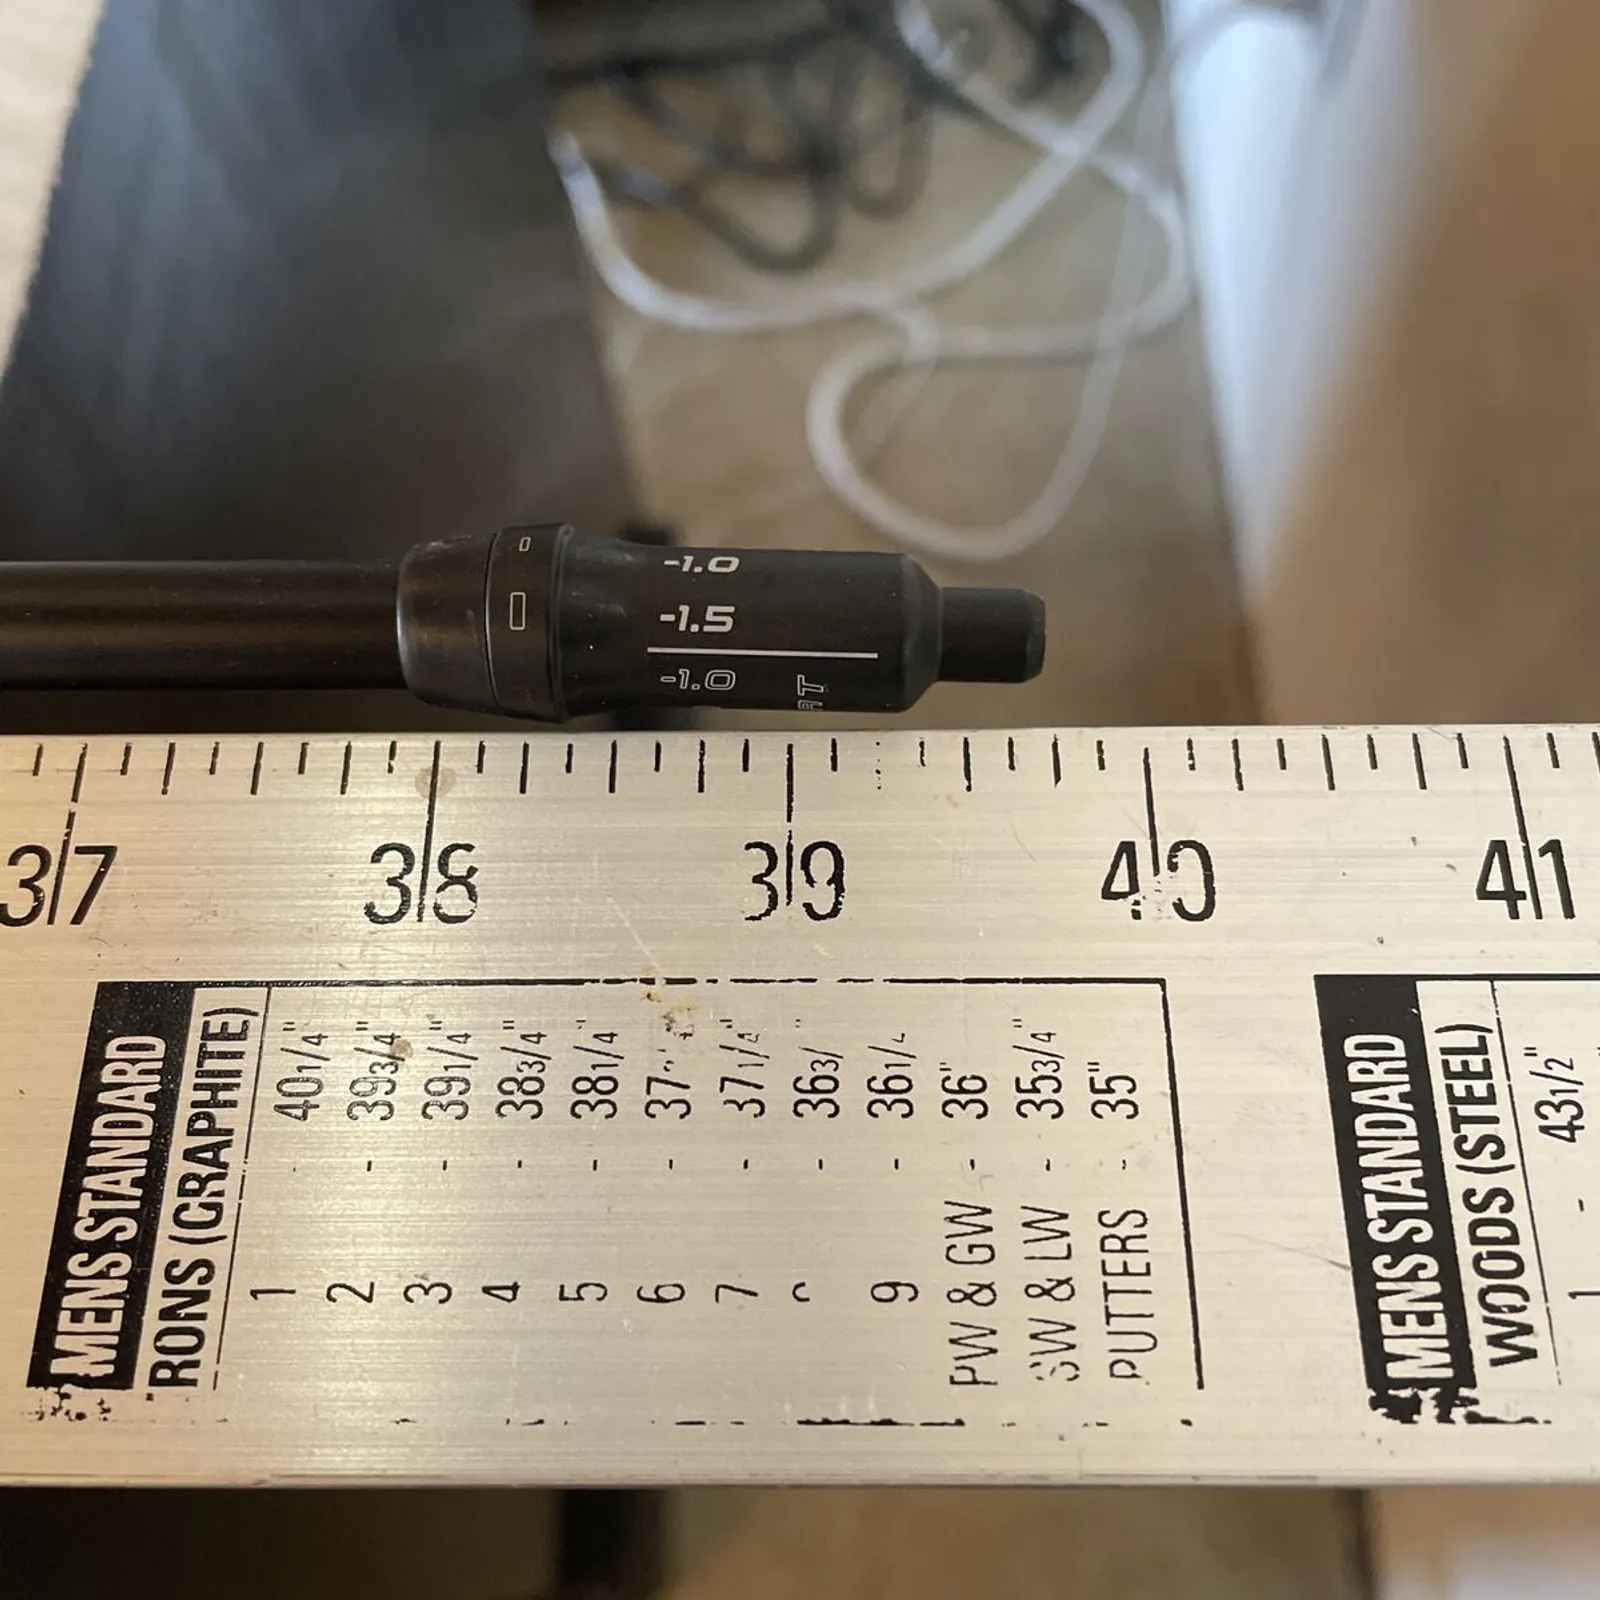 -1.0
-1.5
-1.0
37 38 39 40 41
MENS STANDARD
RONS (GRAPHITE)
1 - 40 1/4"
2 - 39 3/4"
3 - 39 1/4"
4 - 38 3/4"
5 - 38 1/4"
6 - 37
7 - 37 1/4"
- 36 3/
9 - 36 1/
PW & GW - 36"
SW & LW - 35 3/4"
PUTTERS - 35"
MENS STANDARD
WOODS (STEEL)
1 - 43 1/2"